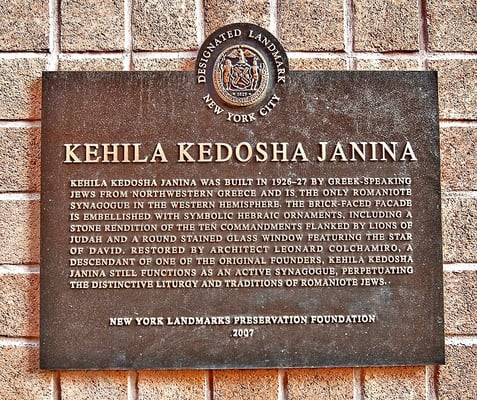 DESIGNATED LANDMARK
NEW YORK CITY
KEHILA KEDOSHA JANINA
KEHILA KEDOSHA JANINA WAS BUILT IN 1926-27 BY GREEK-SPEAKING
JEWS FROM NORTHWESTERN GREECE AND IS THE ONLY ROMANIOTE
SYNAGOGUE IN THE WESTERN HEMISPHERE. THE BRICK-FACED FACADE
IS EMBELLISHED WITH SYMBOLIC HEBRAIC ORNAMENTS, INCLUDING A
STONE RENDITION OF THE TEN COMMANDMENTS FLANKED BY LIONS OF
JUDAH AND A ROUND STAINED GLASS WINDOW FEATURING THE STAR
OF DAVID. RESTORED BY ARCHITECT LEONARD COLCHAMIRO, A
DESCENDANT OF ONE OF THE ORIGINAL FOUNDERS, KEHILA KEDOSHA
JANINA STILL FUNCTIONS AS AN ACTIVE SYNAGOGUE, PERPETUATING
THE DISTINCTIVE LITURGY AND TRADITIONS OF ROMANIOTE JEWS.
NEW YORK LANDMARKS PRESERVATION FOUNDATION
2007